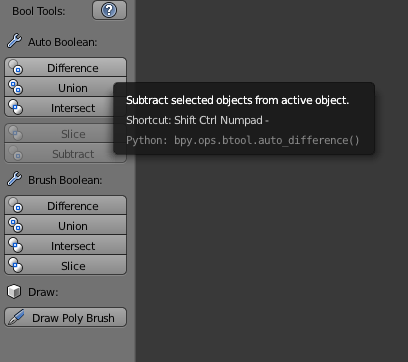 Bool Tools:
Auto Boolean:
Difference
Union
Intersect
Slice
Subtract
Subtract selected objects from active object.
Shortcut: Shift Ctrl Numpad -
Python: bpy.ops.btool.auto_difference()
Brush Boolean:
Difference
Union
Intersect
Slice
Draw:
Draw Poly Brush